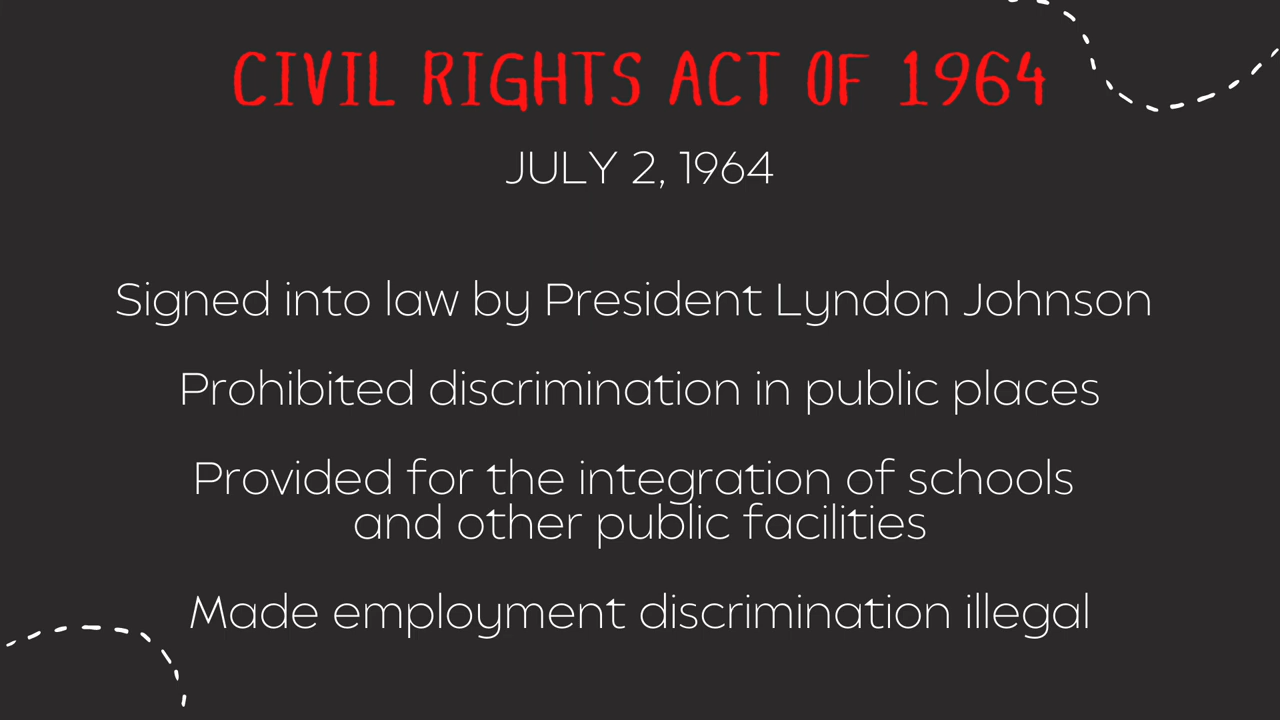 CIVIL RIGHTS ACT OF 1964
JULY 2, 1964
Signed into law by President Lyndon Johnson
Prohibited discrimination in public places
Provided for the integration of schools
and other public facilities
Made employment discrimination illegal